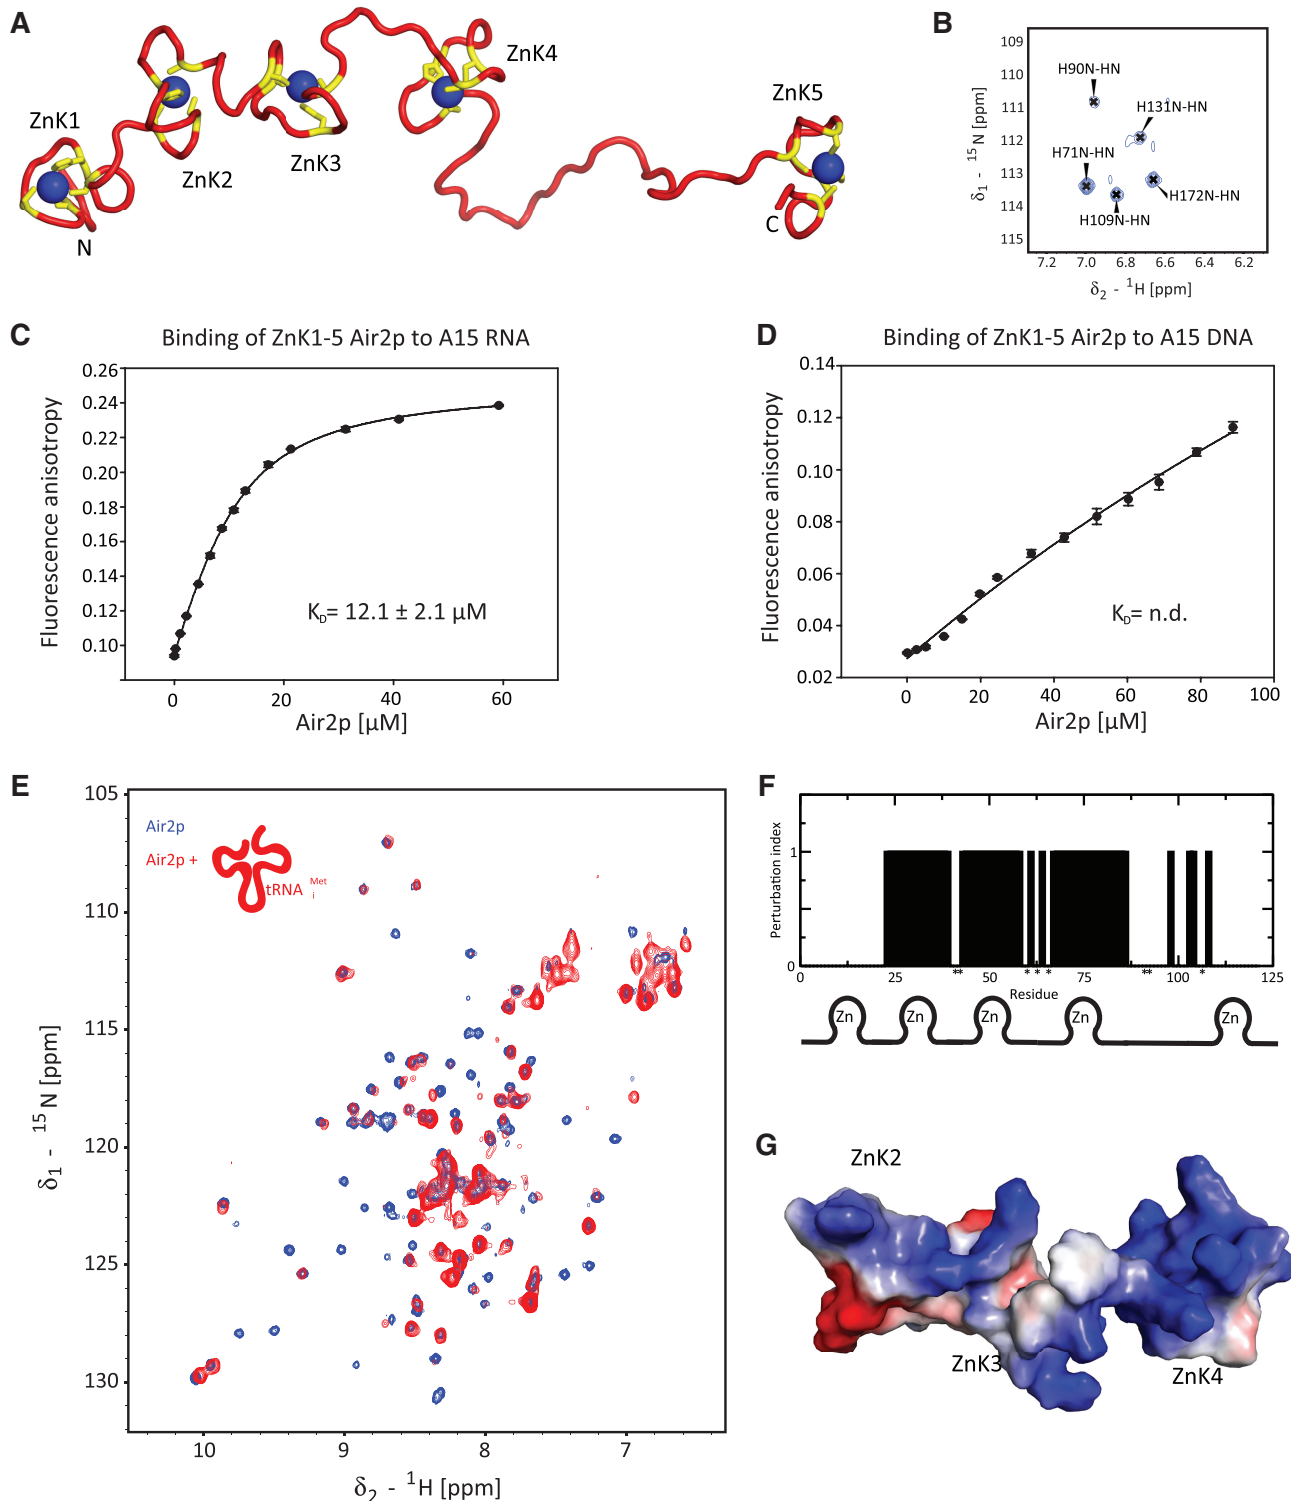 A
ZnK1
ZnK2
ZnK3
ZnK4
ZnK5
N
C
B
109
110
111
112
113
114
115
δ1 - 15N [ppm]
H90N-HN
H131N-HN
H71N-HN
H172N-HN
H109N-HN
7.2 7.0 6.8 6.6 6.4 6.2
δ2 - 1H [ppm]
C
Binding of ZnK1-5 Air2p to A15 RNA
0.26
0.24
0.22
0.20
0.18
0.16
0.14
0.12
0.10
Fluorescence anisotropy
KD= 12.1 ± 2.1 µM
0 20 40 60
Air2p [µM]
D
Binding of ZnK1-5 Air2p to A15 DNA
0.14
0.12
0.10
0.08
0.06
0.04
0.02
Fluorescence anisotropy
KD= n.d.
0 20 40 60 80 100
Air2p [µM]
E
105
110
115
120
125
130
δ1 - 15N [ppm]
Air2p
Air2p +
tRNA i Met
10 9 8 7
δ2 - 1H [ppm]
F
Perturbation index
1
0
0 25 50 75 100 125
** * * * ** *
Residue
Zn Zn Zn Zn Zn
G
ZnK2
ZnK3
ZnK4